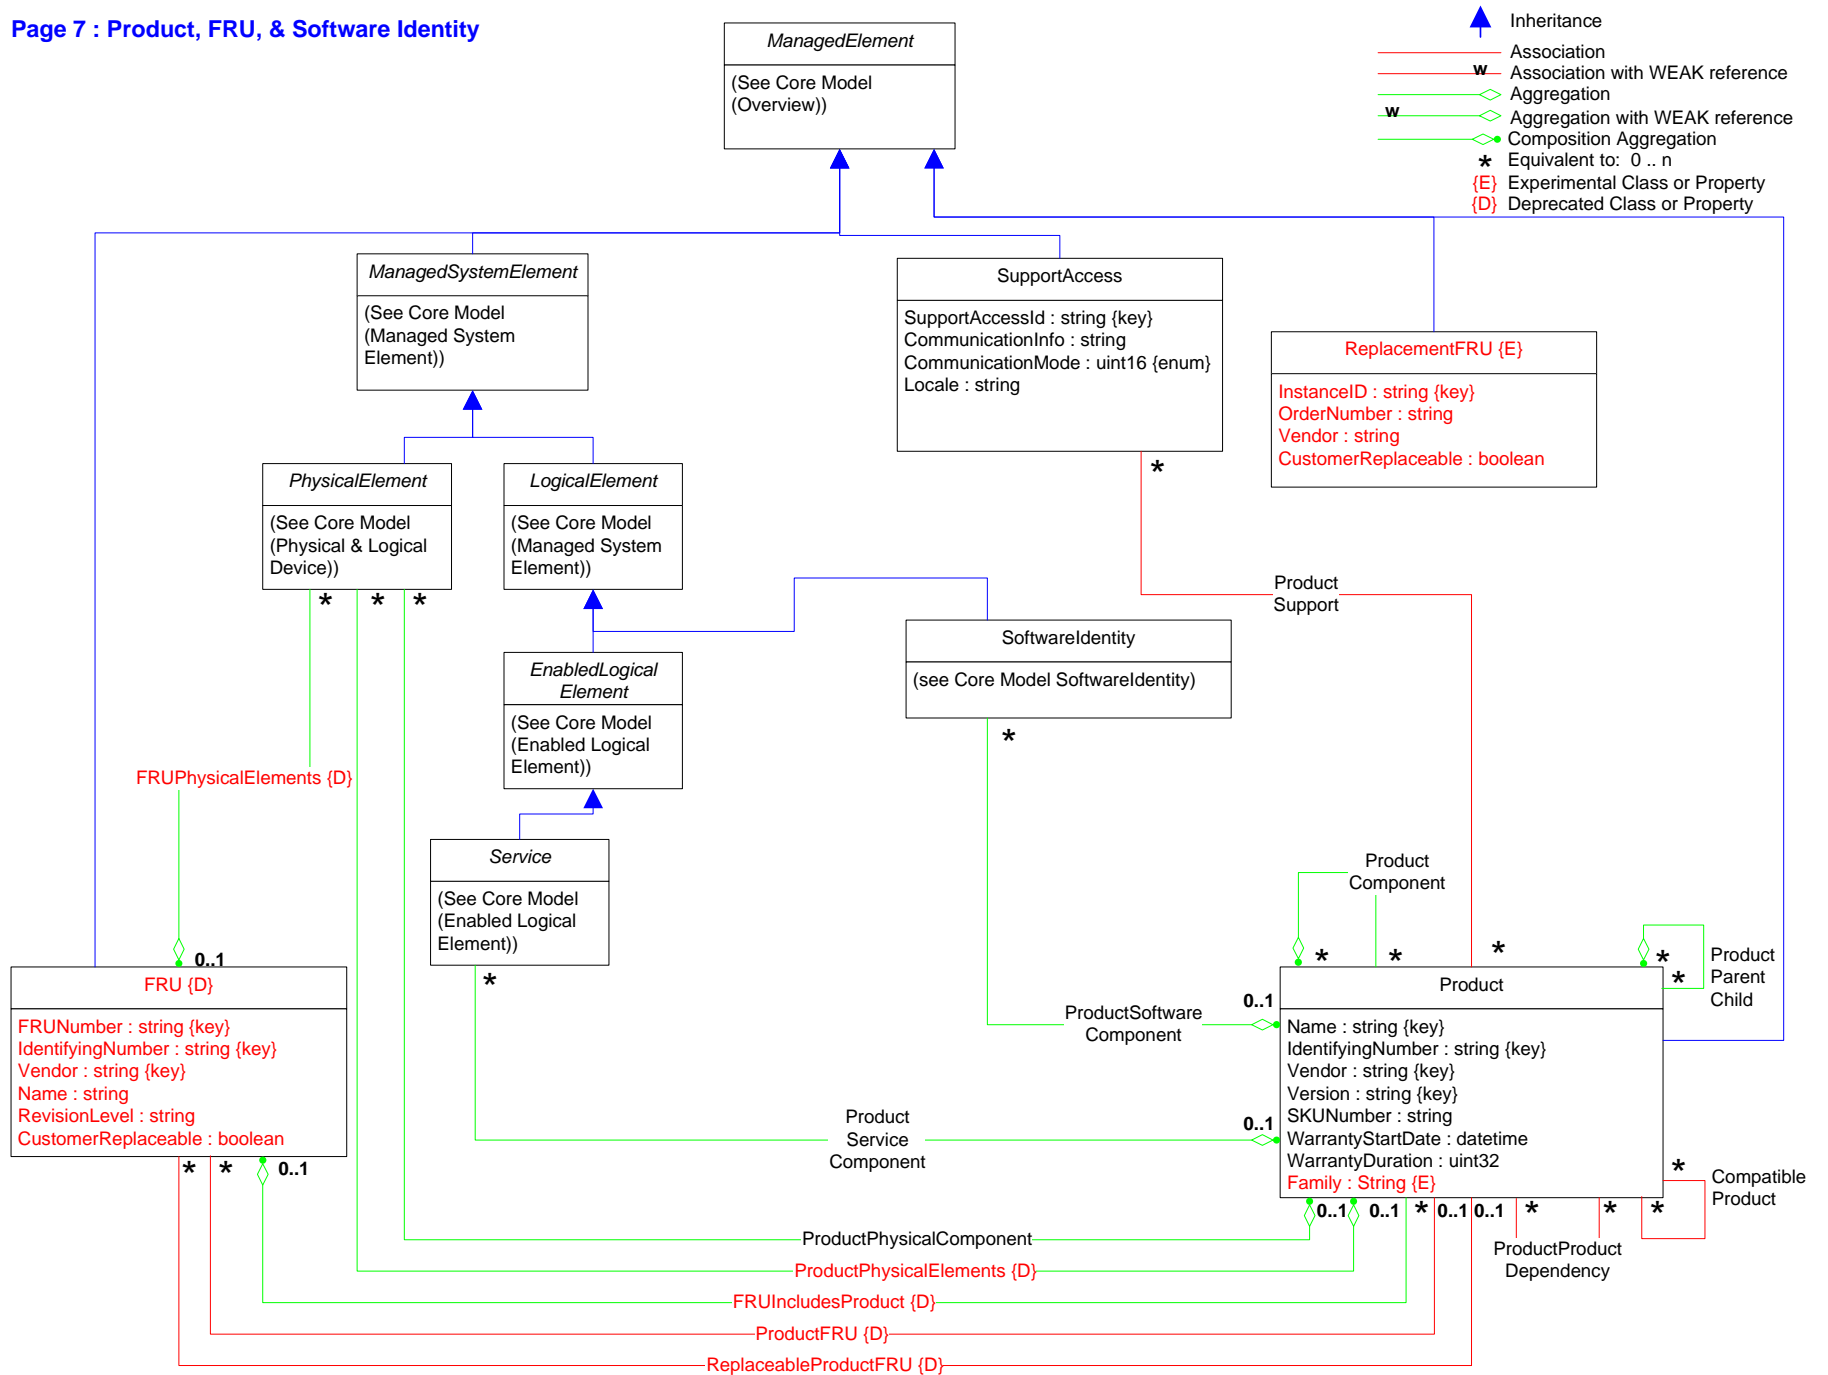 Page 7 : Product, FRU, & Software Identity
Inheritance
Association
w
Association with WEAK reference
Aggregation
w
Aggregation with WEAK reference
Composition Aggregation
* Equivalent to: 0 .. n
{E} Experimental Class or Property
{D} Deprecated Class or Property
ManagedElement
(See Core Model
(Overview))
ManagedSystemElement
(See Core Model
(Managed System
Element))
SupportAccess
SupportAccessId : string {key}
CommunicationInfo : string
CommunicationMode : uint16 {enum}
Locale : string
*
ReplacementFRU {E}
InstanceID : string {key}
OrderNumber : string
Vendor : string
CustomerReplaceable : boolean
PhysicalElement
(See Core Model
(Physical & Logical
Device))
* * *
LogicalElement
(See Core Model
(Managed System
Element))
Product
Support
SoftwareIdentity
(see Core Model SoftwareIdentity)
*
EnabledLogical
Element
(See Core Model
(Enabled Logical
Element))
FRUPhysicalElements {D}
Service
(See Core Model
(Enabled Logical
Element))
*
Product
Component
* * *
* *
Product
Parent
Child
0..1
FRU {D}
FRUNumber : string {key}
IdentifyingNumber : string {key}
Vendor : string {key}
Name : string
RevisionLevel : string
CustomerReplaceable : boolean
* * 0..1
ProductSoftware
Component
0..1
Product
Service
Component
0..1
Product
Name : string {key}
IdentifyingNumber : string {key}
Vendor : string {key}
Version : string {key}
SKUNumber : string
WarrantyStartDate : datetime
WarrantyDuration : uint32
Family : String {E}
*
Compatible
Product
0..1 0..1 * 0..1 0..1 * * *
ProductProduct
Dependency
ProductPhysicalComponent
ProductPhysicalElements {D}
FRUIncludesProduct {D}
ProductFRU {D}
ReplaceableProductFRU {D}